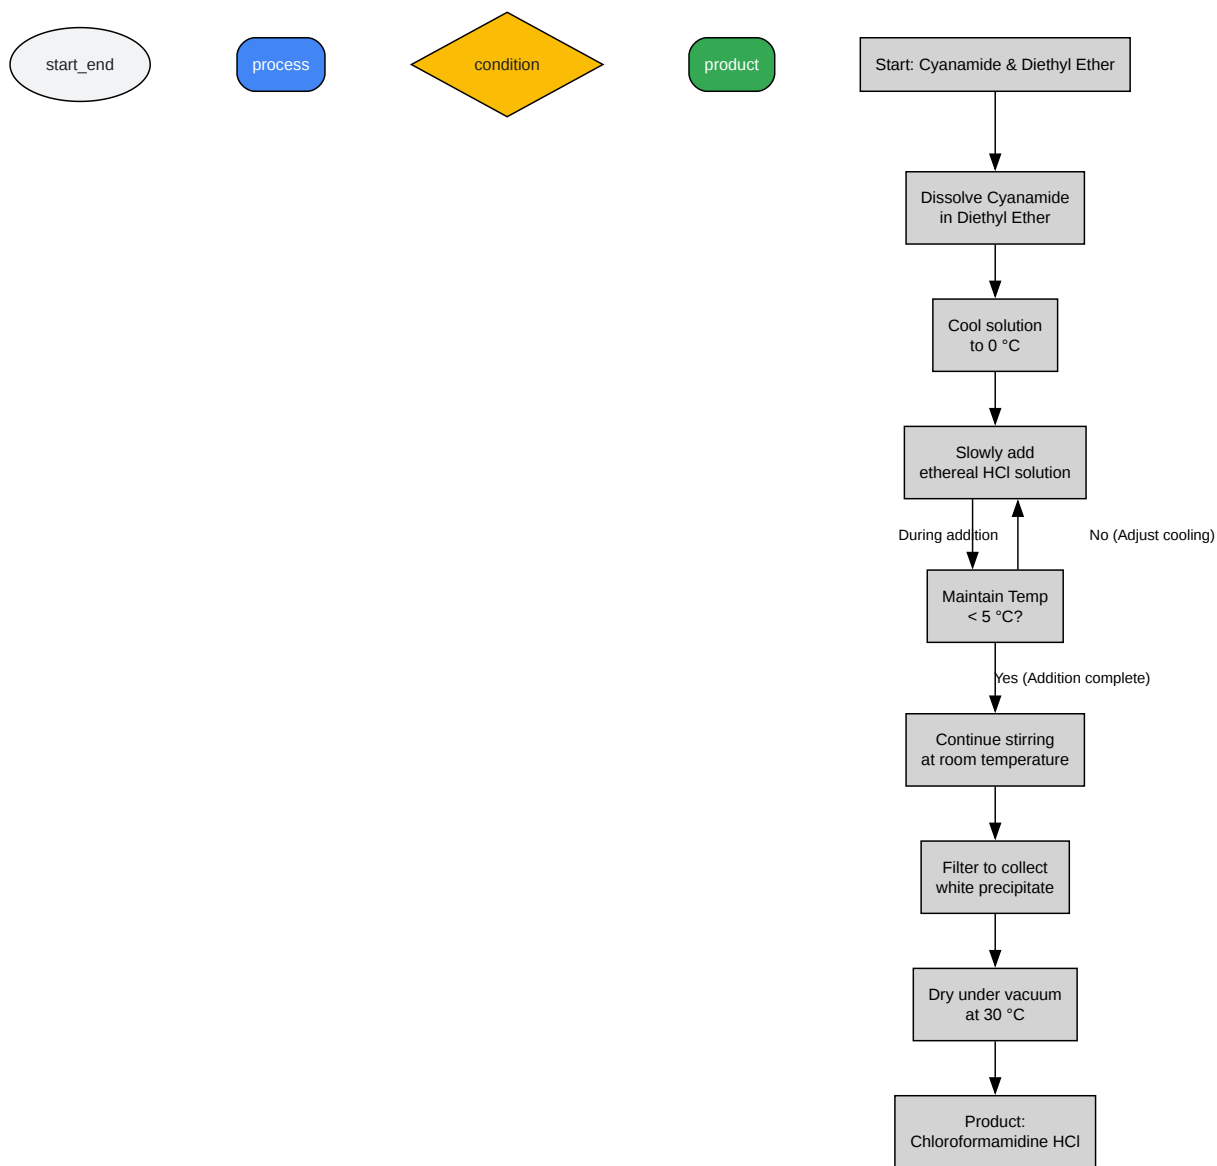 start_end
process
condition
product
Start: Cyanamide & Diethyl Ether
Dissolve Cyanamide
in Diethyl Ether
Cool solution
to 0 °C
Slowly add
ethereal HCl solution
During addition
No (Adjust cooling)
Maintain Temp
< 5 °C?
Yes (Addition complete)
Continue stirring
at room temperature
Filter to collect
white precipitate
Dry under vacuum
at 30 °C
Product:
Chloroformamidine HCl